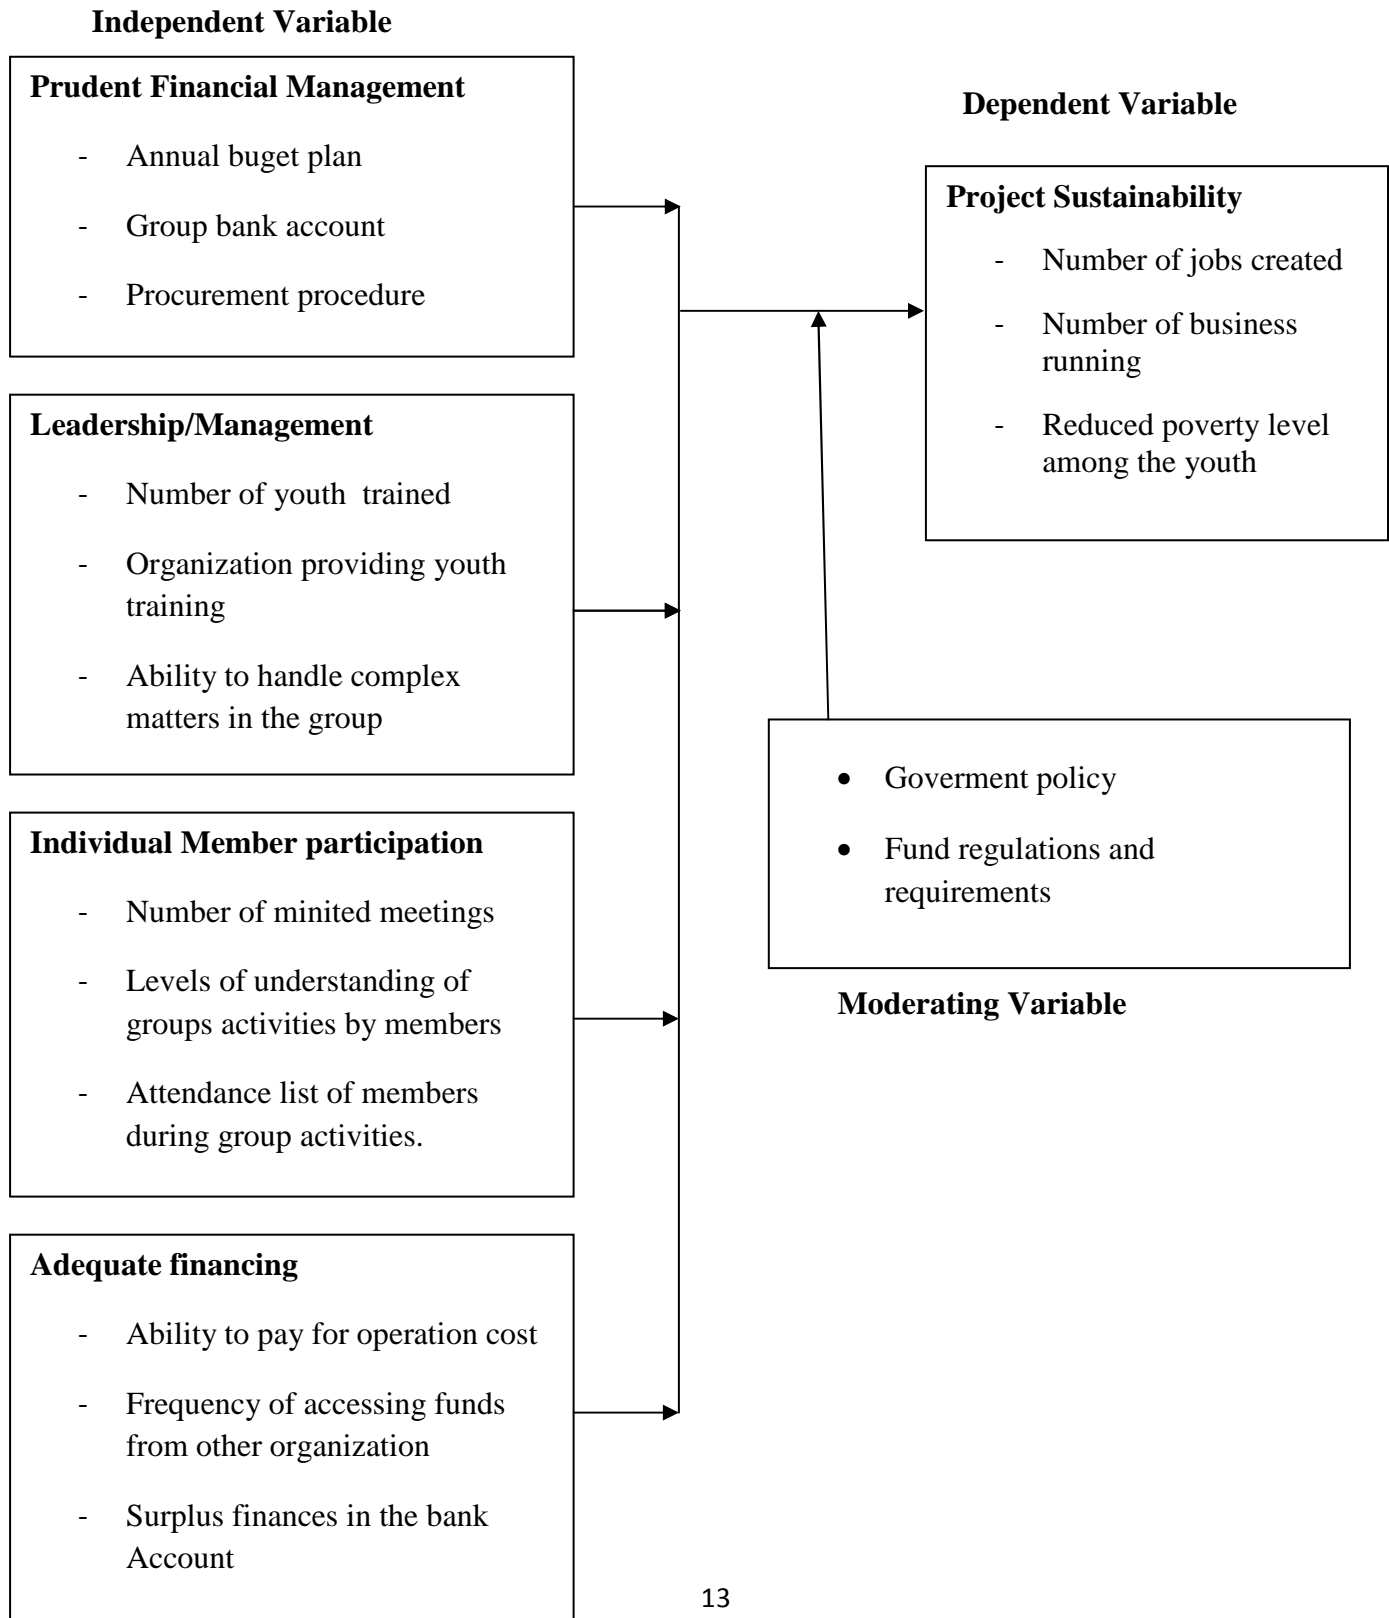 Independent Variable
Prudent Financial Management
- Annual buget plan
- Group bank account
- Procurement procedure
Leadership/Management
- Number of youth trained
- Organization providing youth
training
- Ability to handle complex
matters in the group
Individual Member participation
- Number of minited meetings
- Levels of understanding of
groups activities by members
- Attendance list of members
during group activities.
Adequate financing
- Ability to pay for operation cost
- Frequency of accessing funds
from other organization
- Surplus finances in the bank
Account
Dependent Variable
Project Sustainability
- Number of jobs created
- Number of business
running
- Reduced poverty level
among the youth
• Goverment policy
• Fund regulations and
requirements
Moderating Variable
13